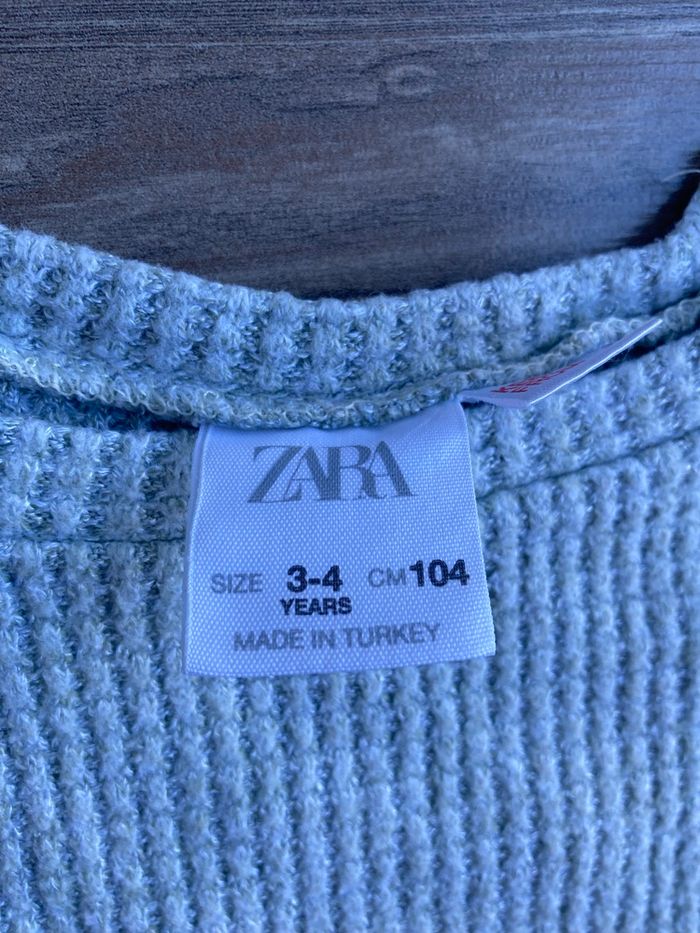 ZARA
SIZE 3-4 CM 104
YEARS
MADE IN TURKEY